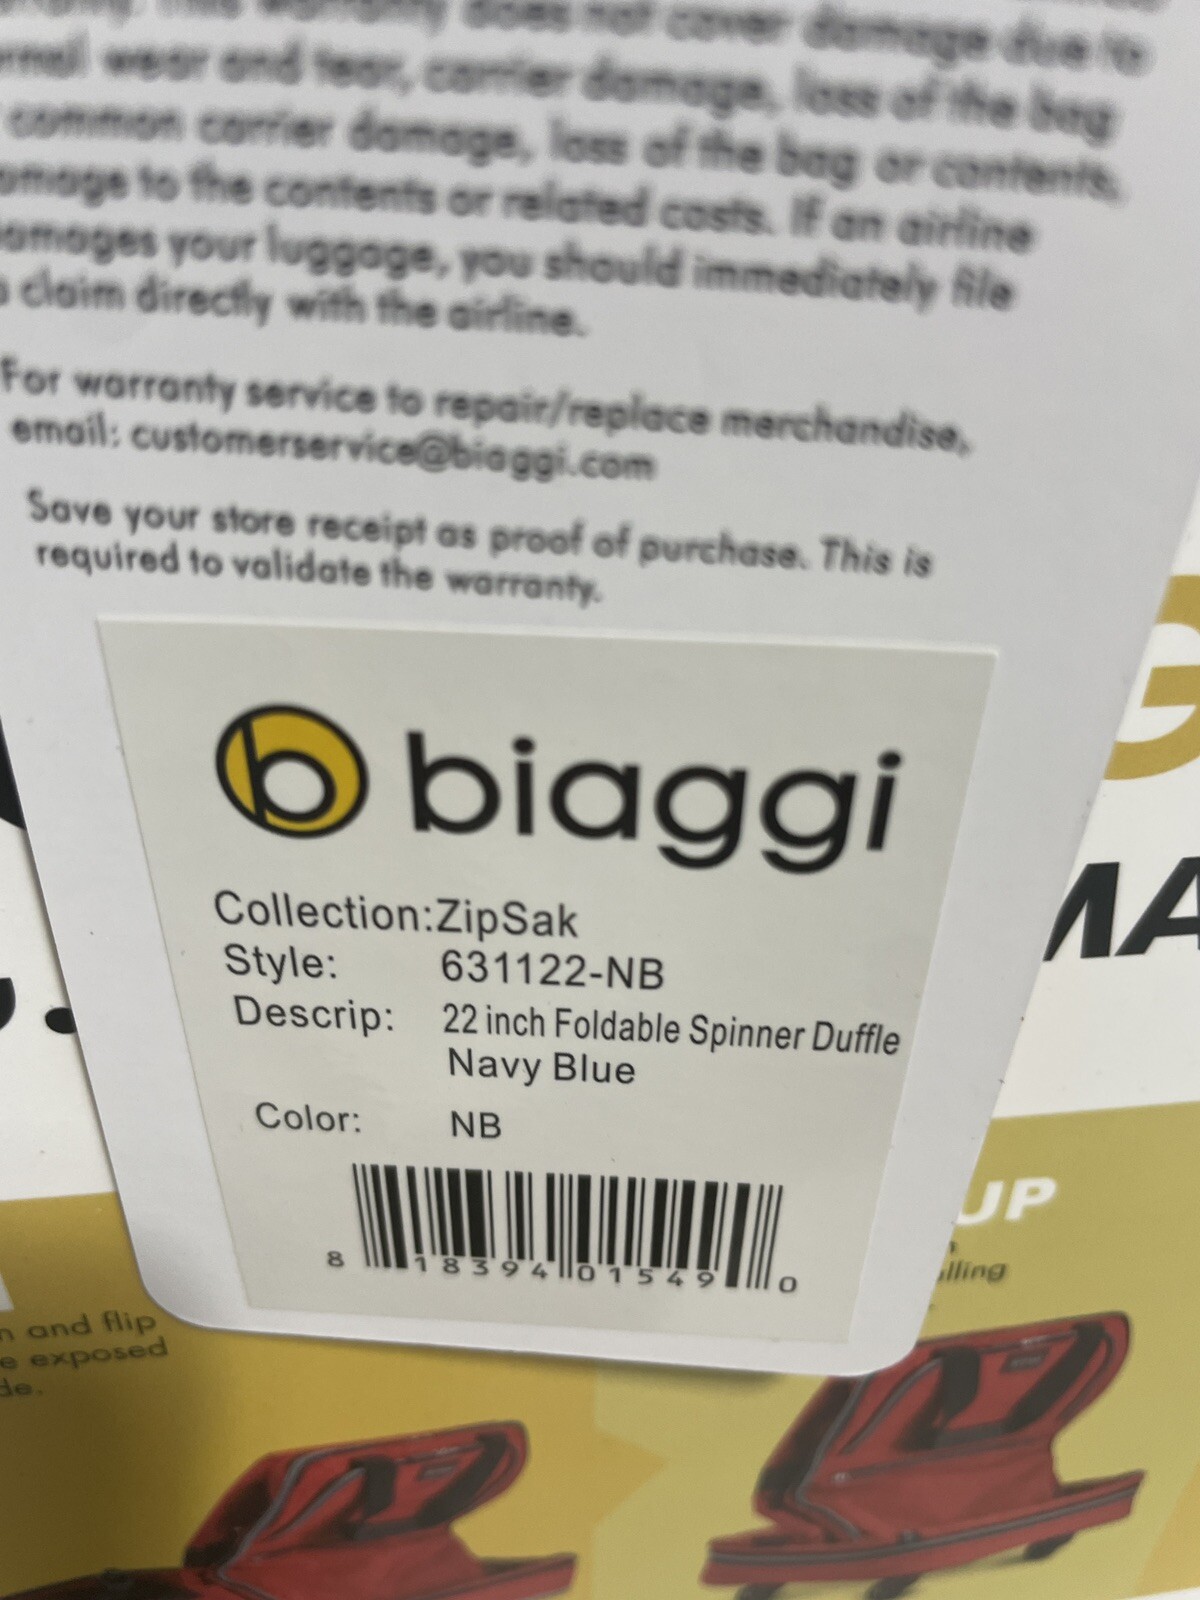 This warranty does not cover damage due to
wear and tear, carrier damage, loss of the bag
common carrier damage, loss of the bag or contents,
to the contents or related costs. If an airline
your luggage, you should immediately file
claim directly with the airline.
For warranty service to repair/replace merchandise,
email: customerservice@biaggi.com
Save your store receipt as proof of purchase. This is
required to validate the warranty.
b biaggi
Collection:ZipSak
Style: 631122-NB
Descrip: 22 inch Foldable Spinner Duffle
Navy Blue
Color: NB
8 18394 01549 0
G
MA
UP
and flip
exposed